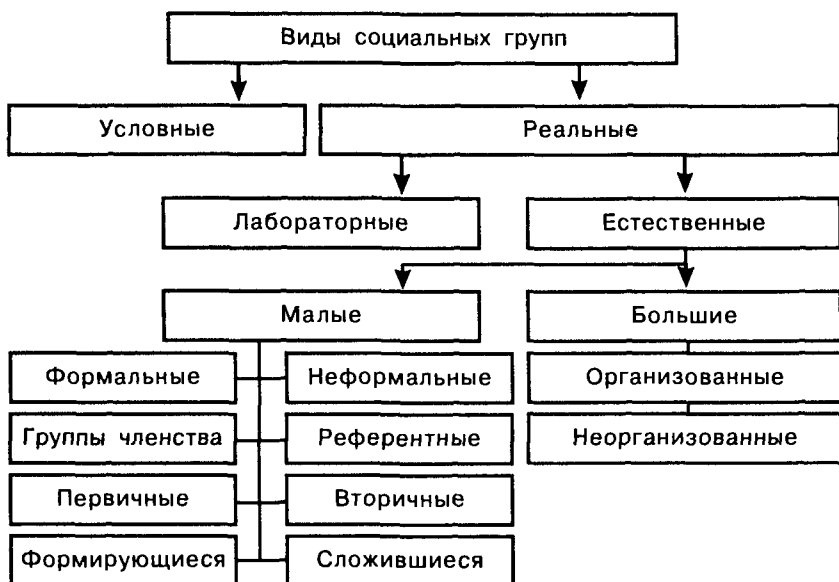 Виды социальных групп
Условные
Реальные
Лабораторные
Естественные
Малые
Большие
Формальные
Неформальные
Организованные
Группы членства
Референтные
Неорганизованные
Первичные
Вторичные
Формирующиеся
Сложившиеся